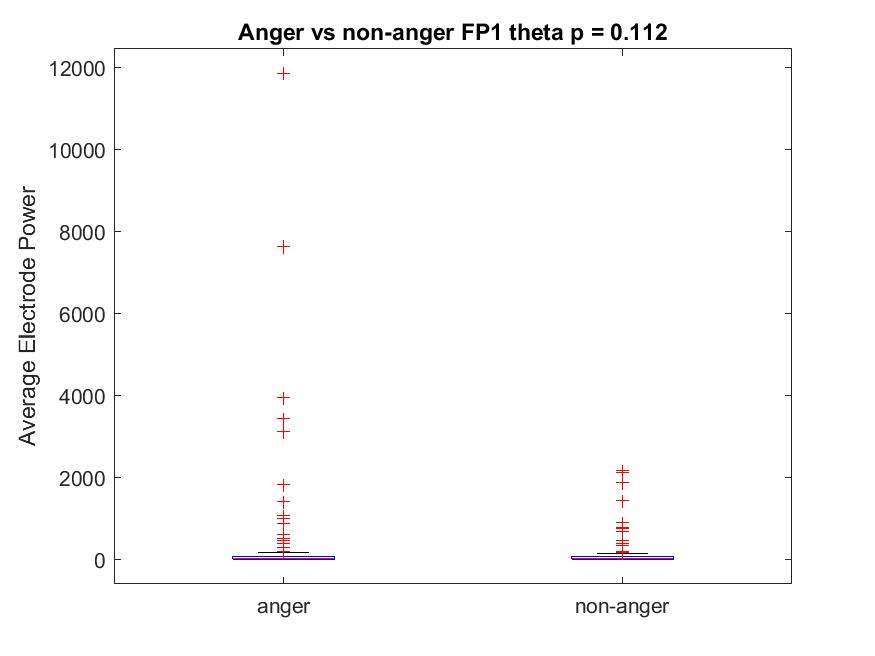 Anger vs non-anger FP1 theta p = 0.112
Average Electrode Power
12000
10000
8000
6000
4000
2000
0
anger
non-anger